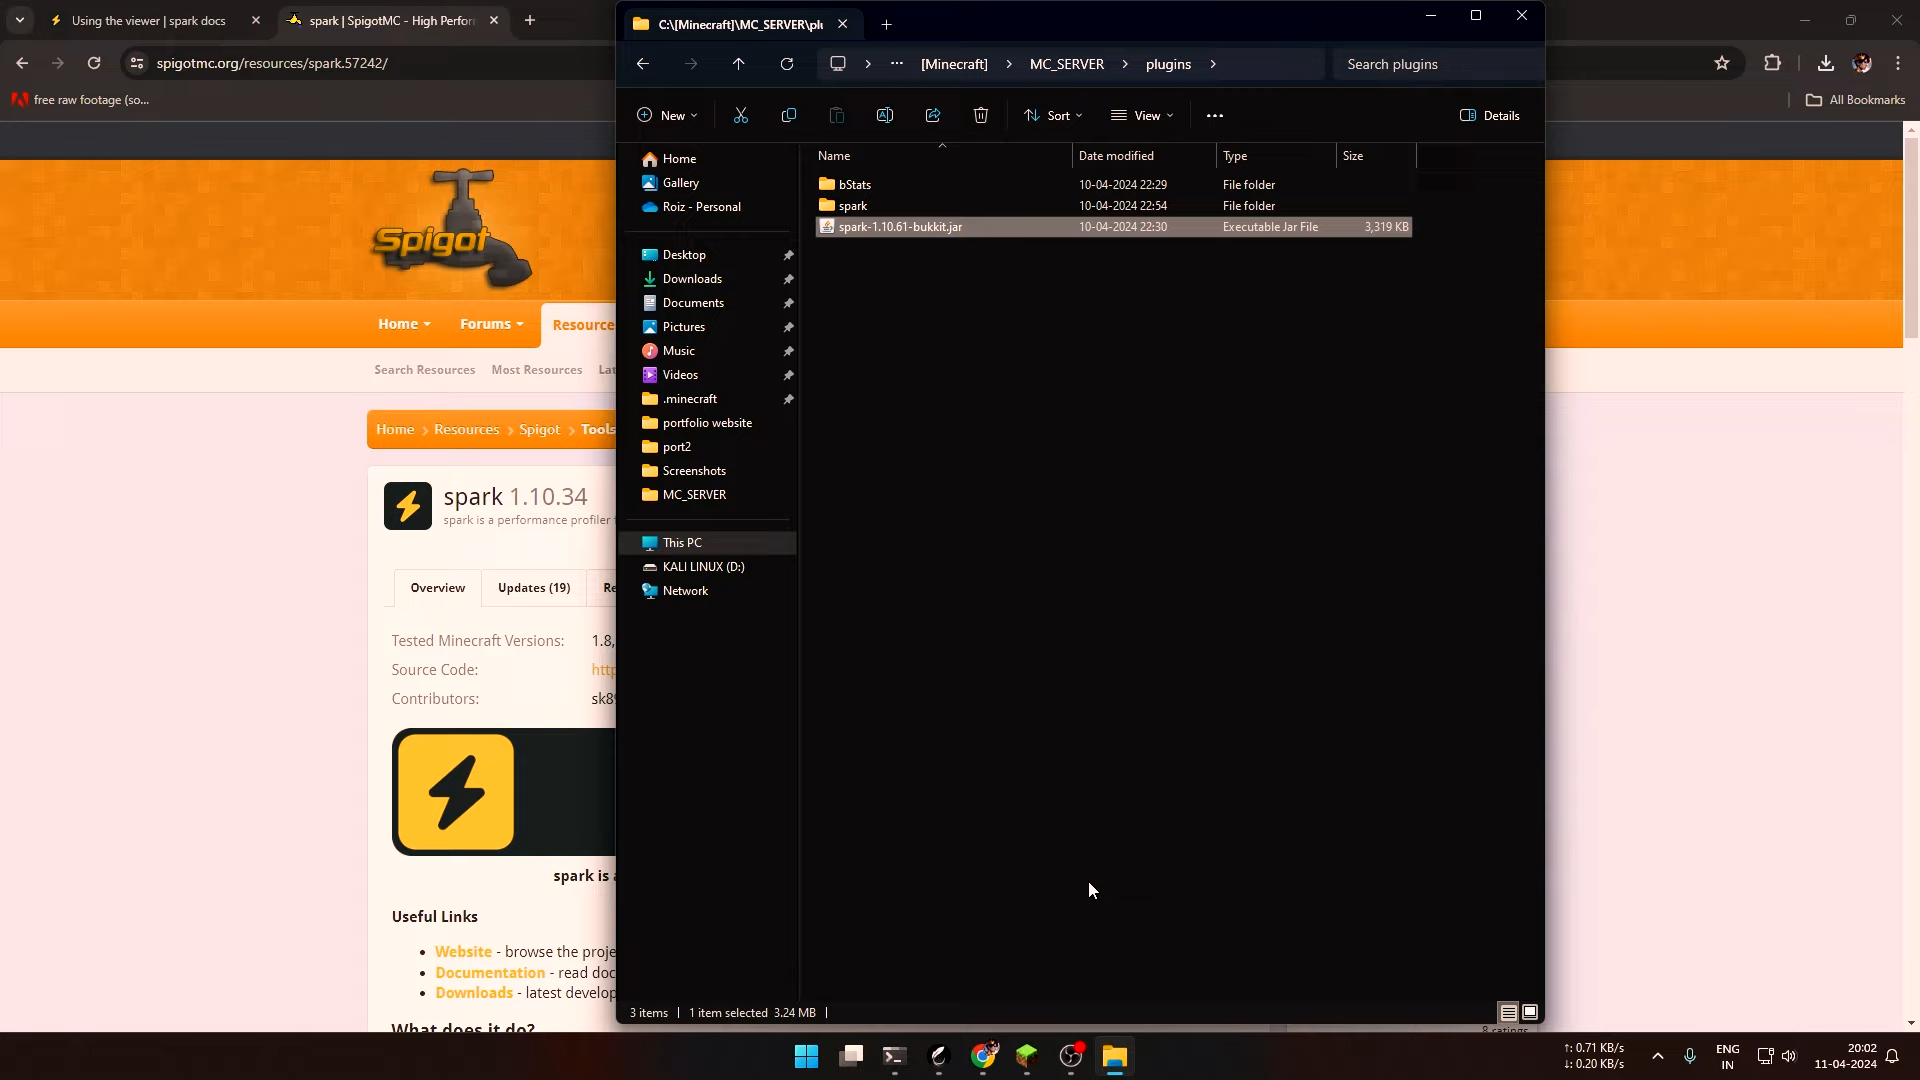 Using the viewer | spark docs
spark | SpigotMC - High Perfor
spigotmc.org/resources/spark.57242/
free raw footage (so...
All Bookmarks
Spigot
Home
Forums
Resource
Search Resources
Most Resources
Lat
Home
Resources
Spigot
Tools
spark 1.10.34
spark is a performance profiler
Overview
Updates (19)
Re
Tested Minecraft Versions:
1.8,
Source Code:
http
Contributors:
sk89
spark is a
Useful Links
Website - browse the proje
Documentation - read doc
Downloads - latest develop
What does it do?
C:\[Minecraft]\MC_SERVER\plu
[Minecraft]
MC_SERVER
plugins
Search plugins
New
Sort
View
Details
Home
Gallery
Roiz - Personal
Desktop
Downloads
Documents
Pictures
Music
Videos
.minecraft
portfolio website
port2
Screenshots
MC_SERVER
This PC
KALI LINUX (D:)
Network
Name
Date modified
Type
Size
bStats
10-04-2024 22:29
File folder
spark
10-04-2024 22:54
File folder
spark-1.10.61-bukkit.jar
10-04-2024 22:30
Executable Jar File
3,319 KB
3 items
1 item selected 3.24 MB
8 ratings
↑: 0.71 KB/s
↓: 0.20 KB/s
ENG
IN
20:02
11-04-2024